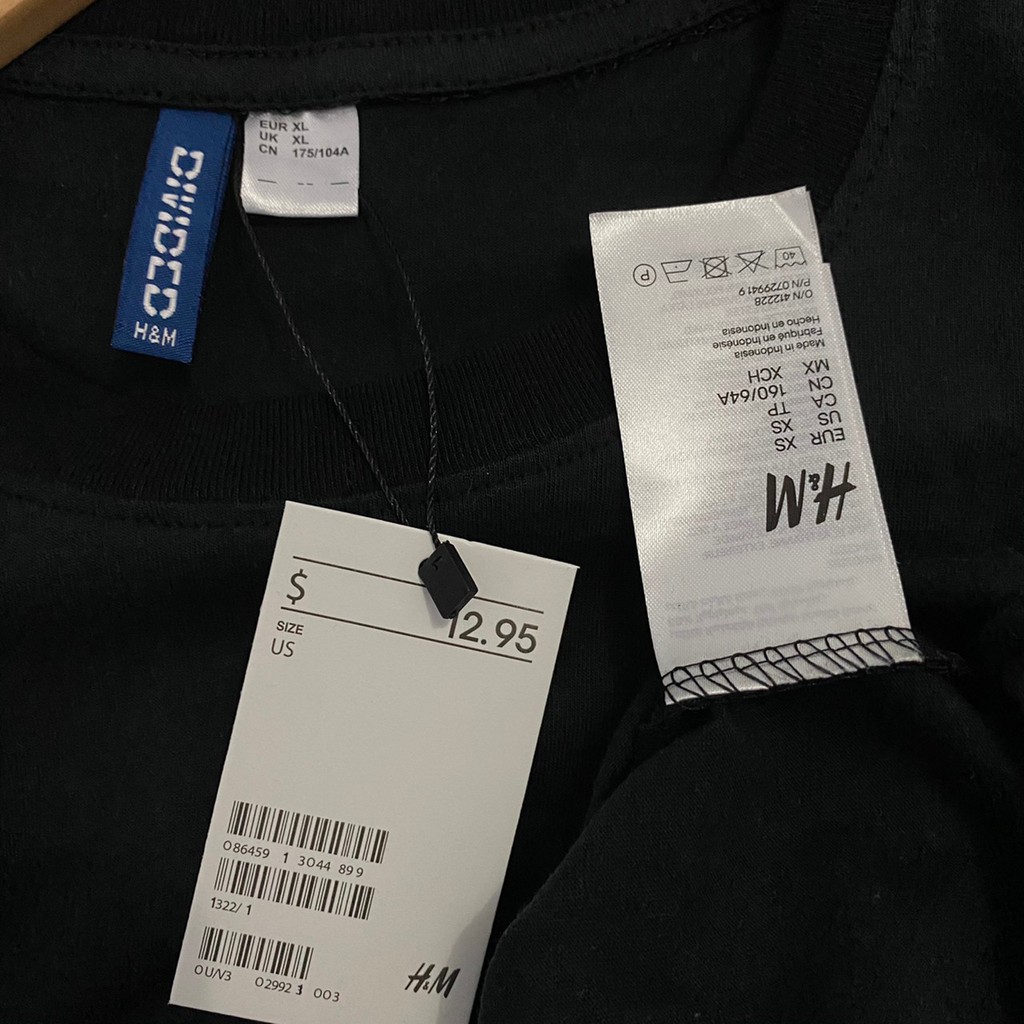 DIVIDED
H&M
EUR XL
UK XL
CN 175/104A
$ 12.95
SIZE
US
086459 1 3044 899
1322/ 1
OU/V3 02992 3 003
H&M
H&M
EUR XS
US XS
CA TP
CN 160/64A
MX XCH
Made in Indonesia
Fabriqué en Indonésie
Hecho en Indonesia
O/N 412228
P/N 0729941 9
40
P